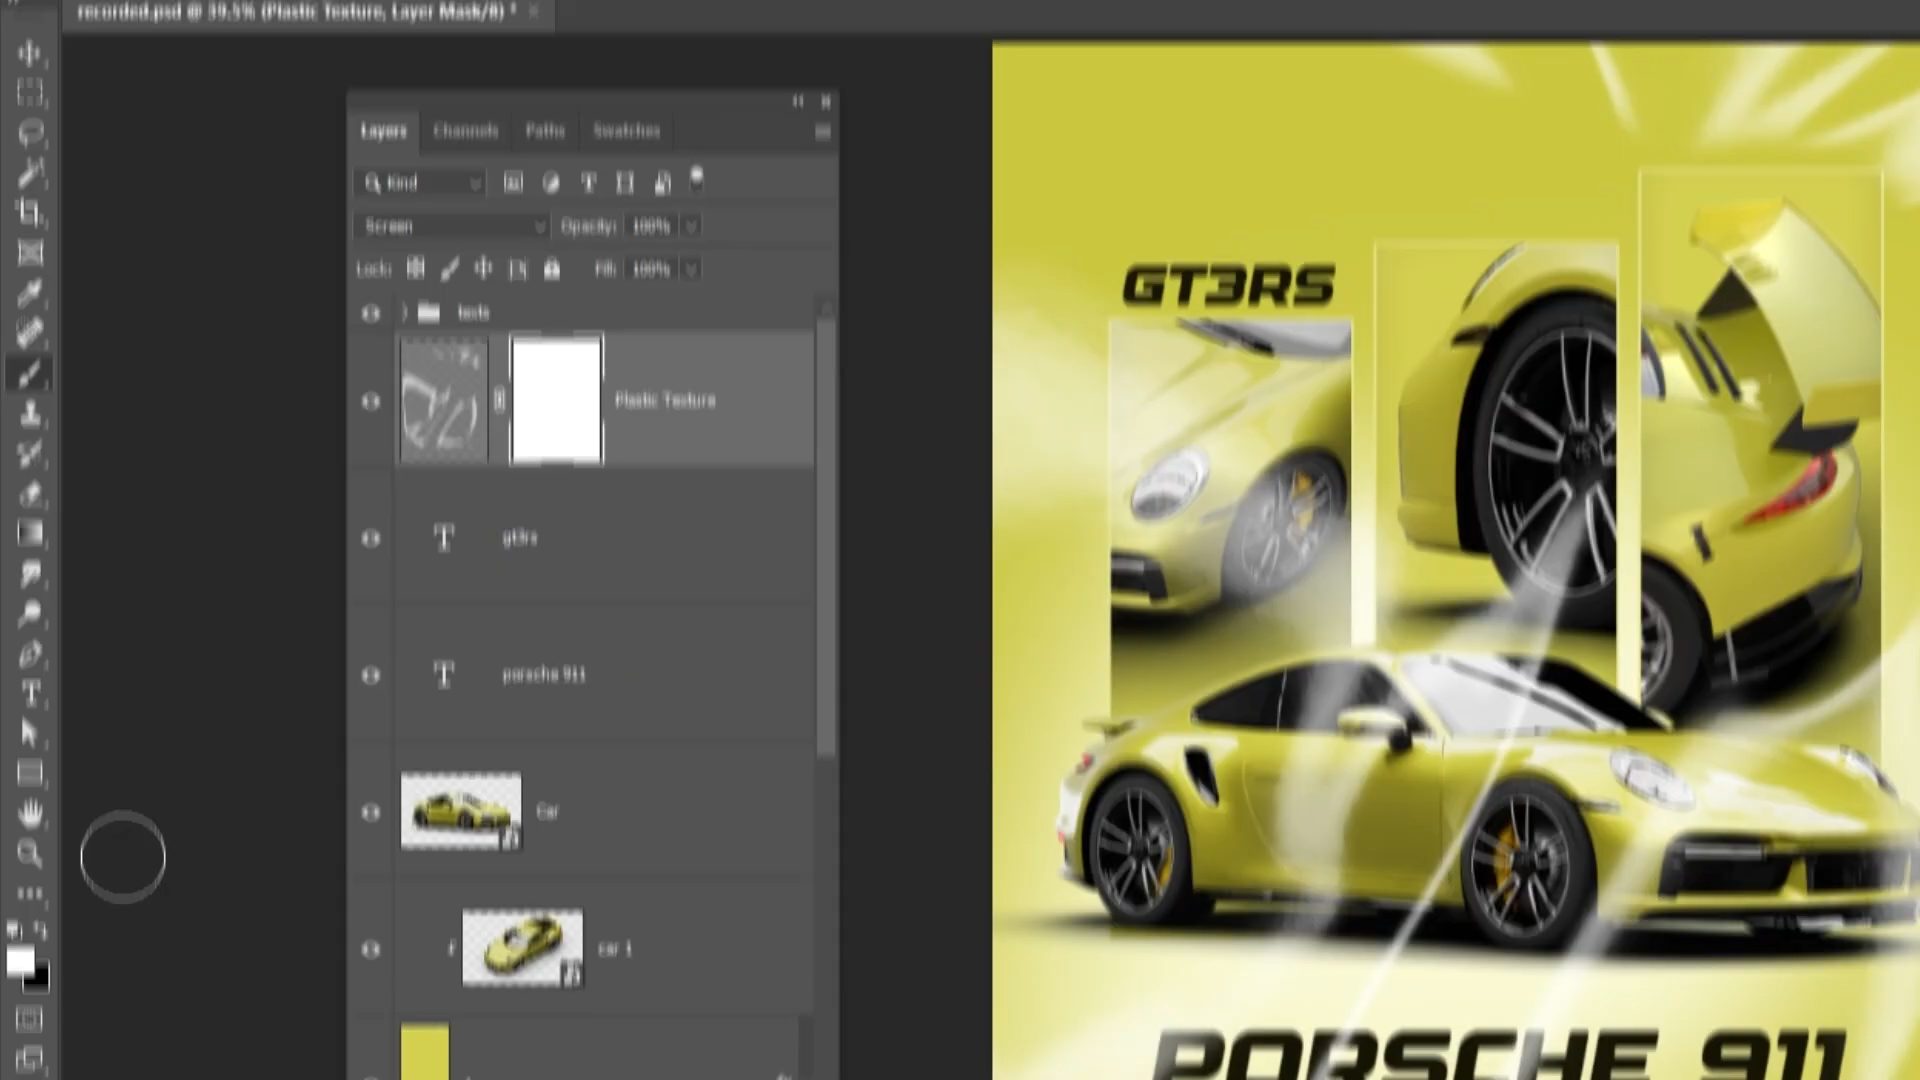 recorded.psd @ 39.5% (Plastic Texture, Layer Mask/8) *
Layers Channels Paths Swatches
Kind
Screen Opacity: 100%
Lock: Fill: 100%
texts
Plastic Texture
gt3rs
porsche 911
Car
car 1
GT3RS
PORSCHE 911